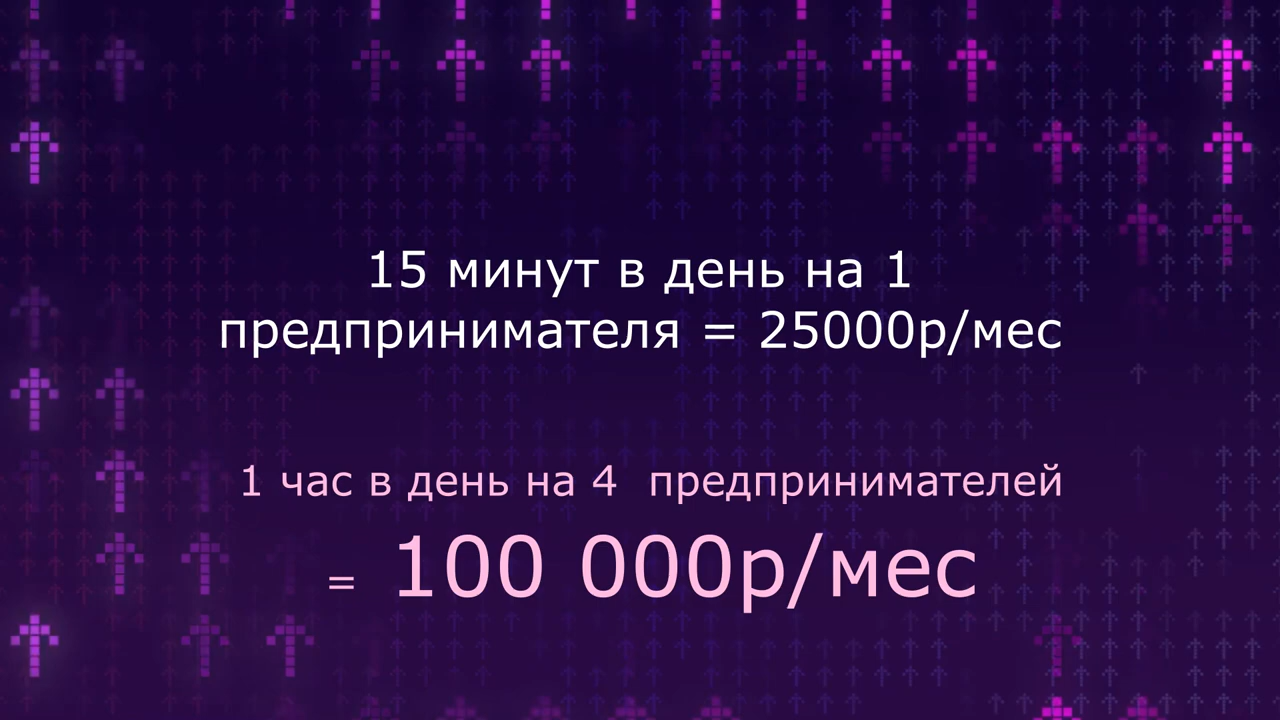 15 минут в день на 1
предпринимателя = 25000р/мес
1 час в день на 4  предпринимателей
= 100 000р/мес